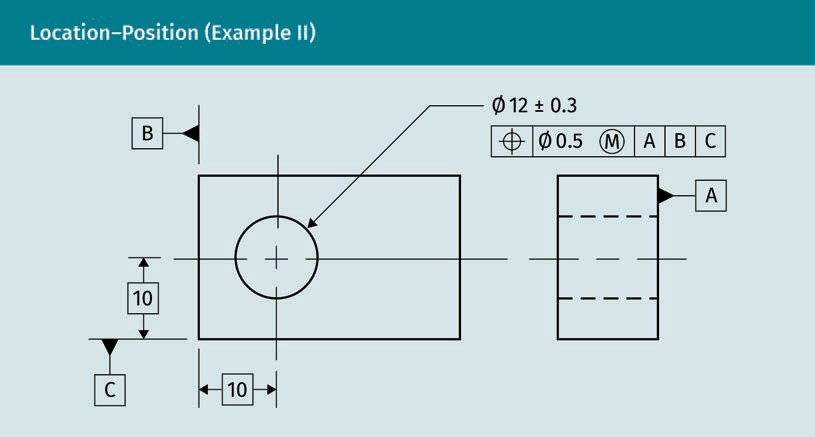 Location–Position (Example II)
Ø 12 ± 0.3
B
⌖ Ø 0.5 Ⓜ A B C
A
10
C
10